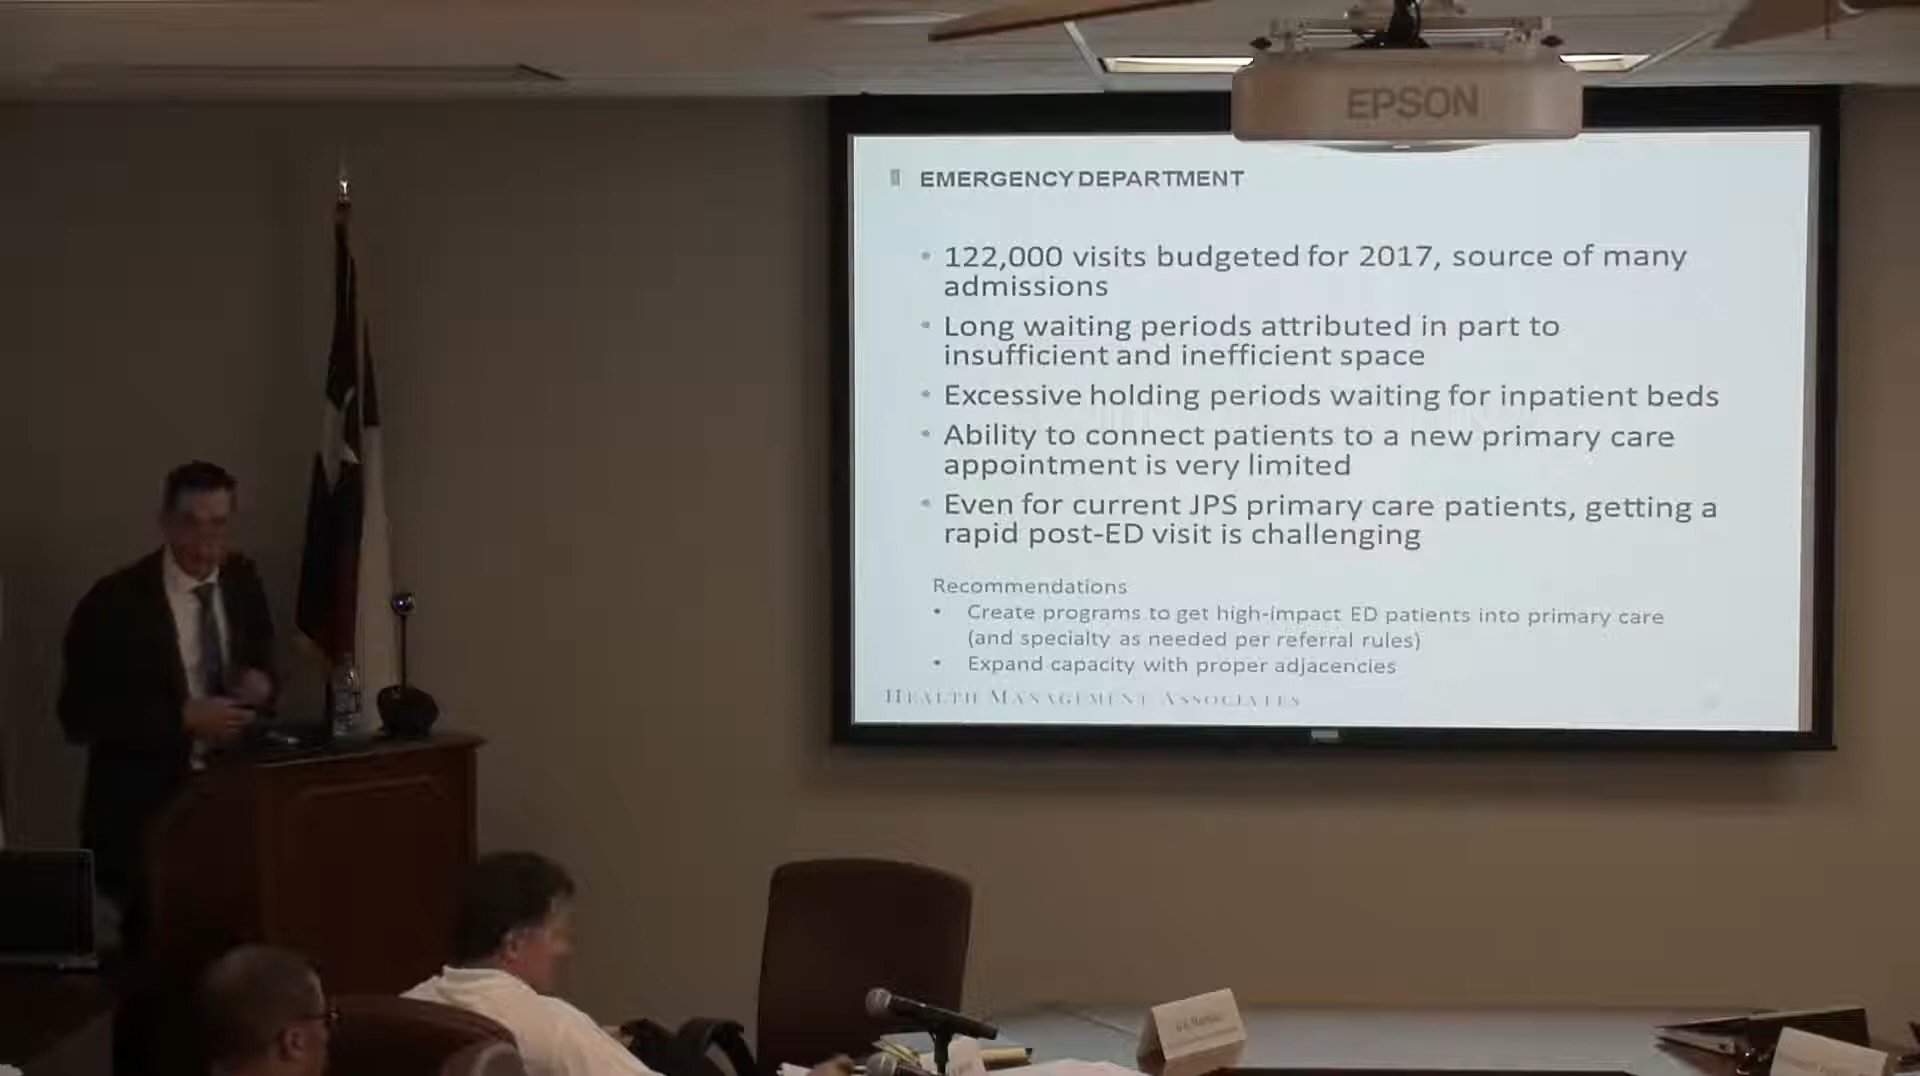 EPSON
EMERGENCY DEPARTMENT
• 122,000 visits budgeted for 2017, source of many
admissions
• Long waiting periods attributed in part to
insufficient and inefficient space
• Excessive holding periods waiting for inpatient beds
• Ability to connect patients to a new primary care
appointment is very limited
• Even for current JPS primary care patients, getting a
rapid post-ED visit is challenging
Recommendations
• Create programs to get high-impact ED patients into primary care
(and specialty as needed per referral rules)
• Expand capacity with proper adjacencies
HEALTH MANAGEMENT ASSOCIATES